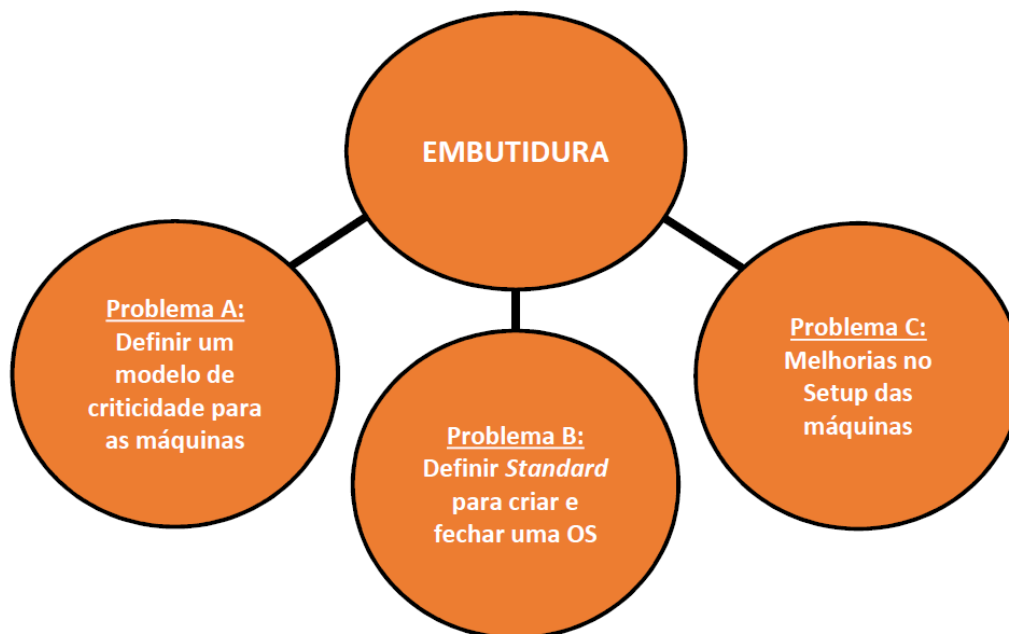 EMBUTIDURA
Problema A:
Definir um
modelo de
criticidade para
as máquinas
Problema B:
Definir Standard
para criar e
fechar uma OS
Problema C:
Melhorias no
Setup das
máquinas